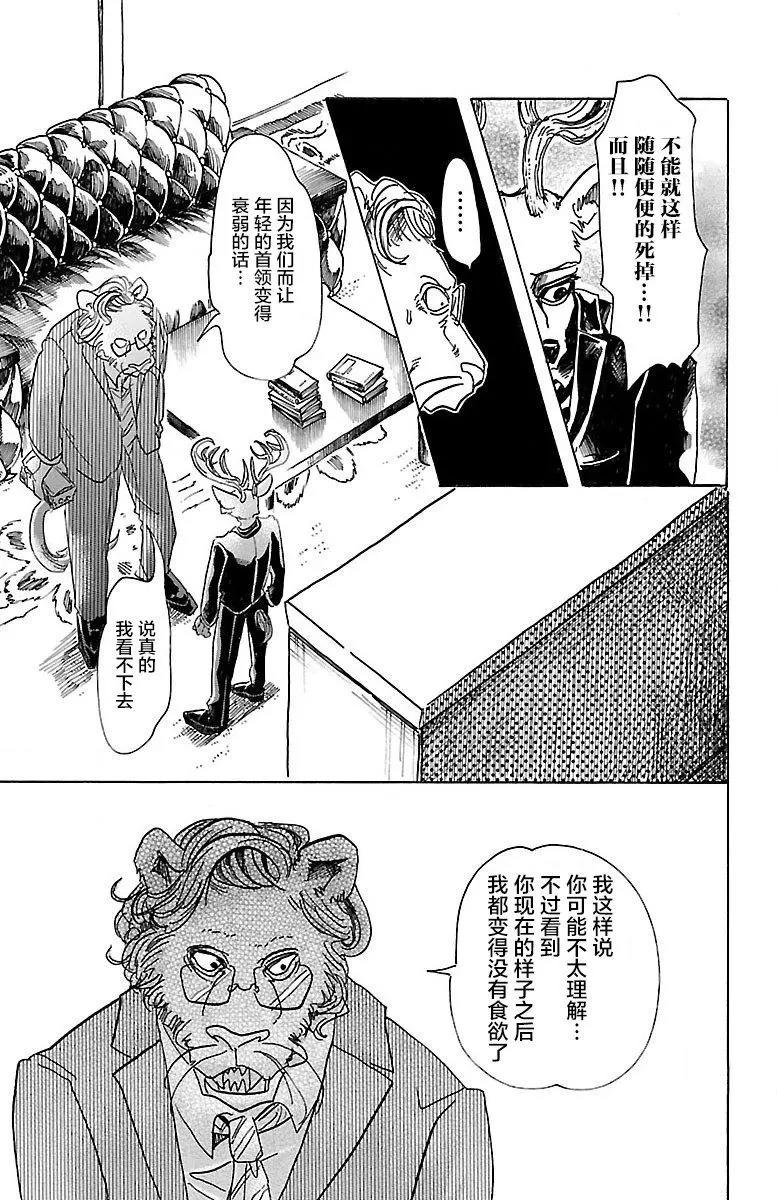 不能就这样
随随便便的死掉…!!
而且!!
……
因为我们而让
年轻的首领变得
衰弱的话…
说真的
我看不下去
我这样说
你可能不太理解…
不过看到
你现在的样子之后
我都变得没有食欲了